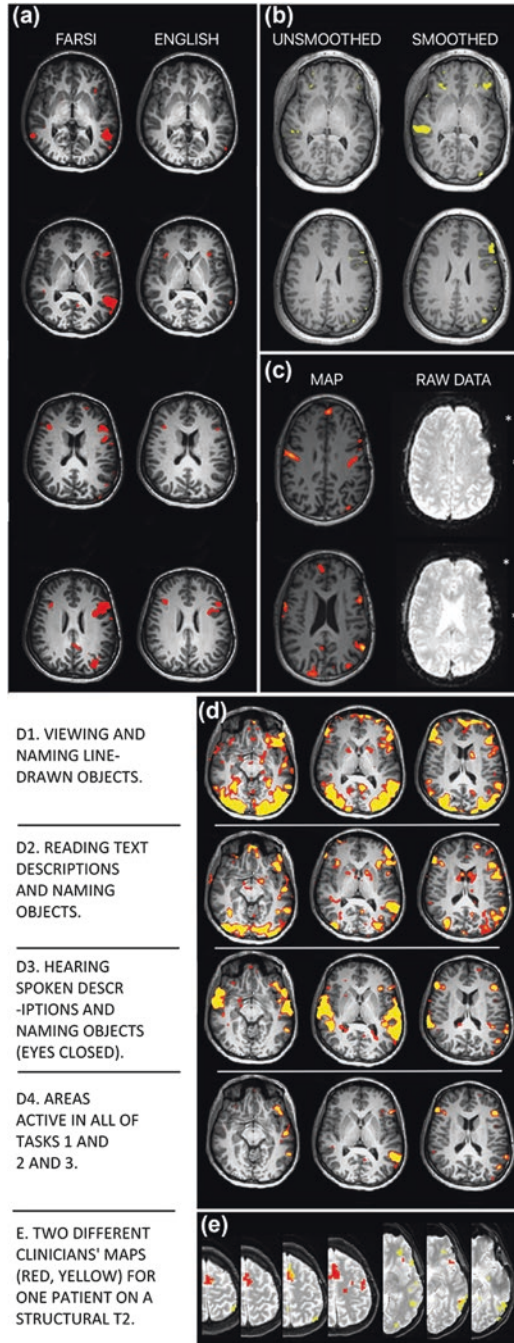 (a)
FARSI ENGLISH
(b)
UNSMOOTHED SMOOTHED
(c)
MAP RAW DATA
*
*
(d)
D1. VIEWING AND
NAMING LINE-
DRAWN OBJECTS.
D2. READING TEXT
DESCRIPTIONS
AND NAMING
OBJECTS.
D3. HEARING
SPOKEN DESCR
-IPTIONS AND
NAMING OBJECTS
(EYES CLOSED).
D4. AREAS
ACTIVE IN ALL OF
TASKS 1 AND
2 AND 3.
(e)
E. TWO DIFFERENT
CLINICIANS' MAPS
(RED, YELLOW) FOR
ONE PATIENT ON A
STRUCTURAL T2.